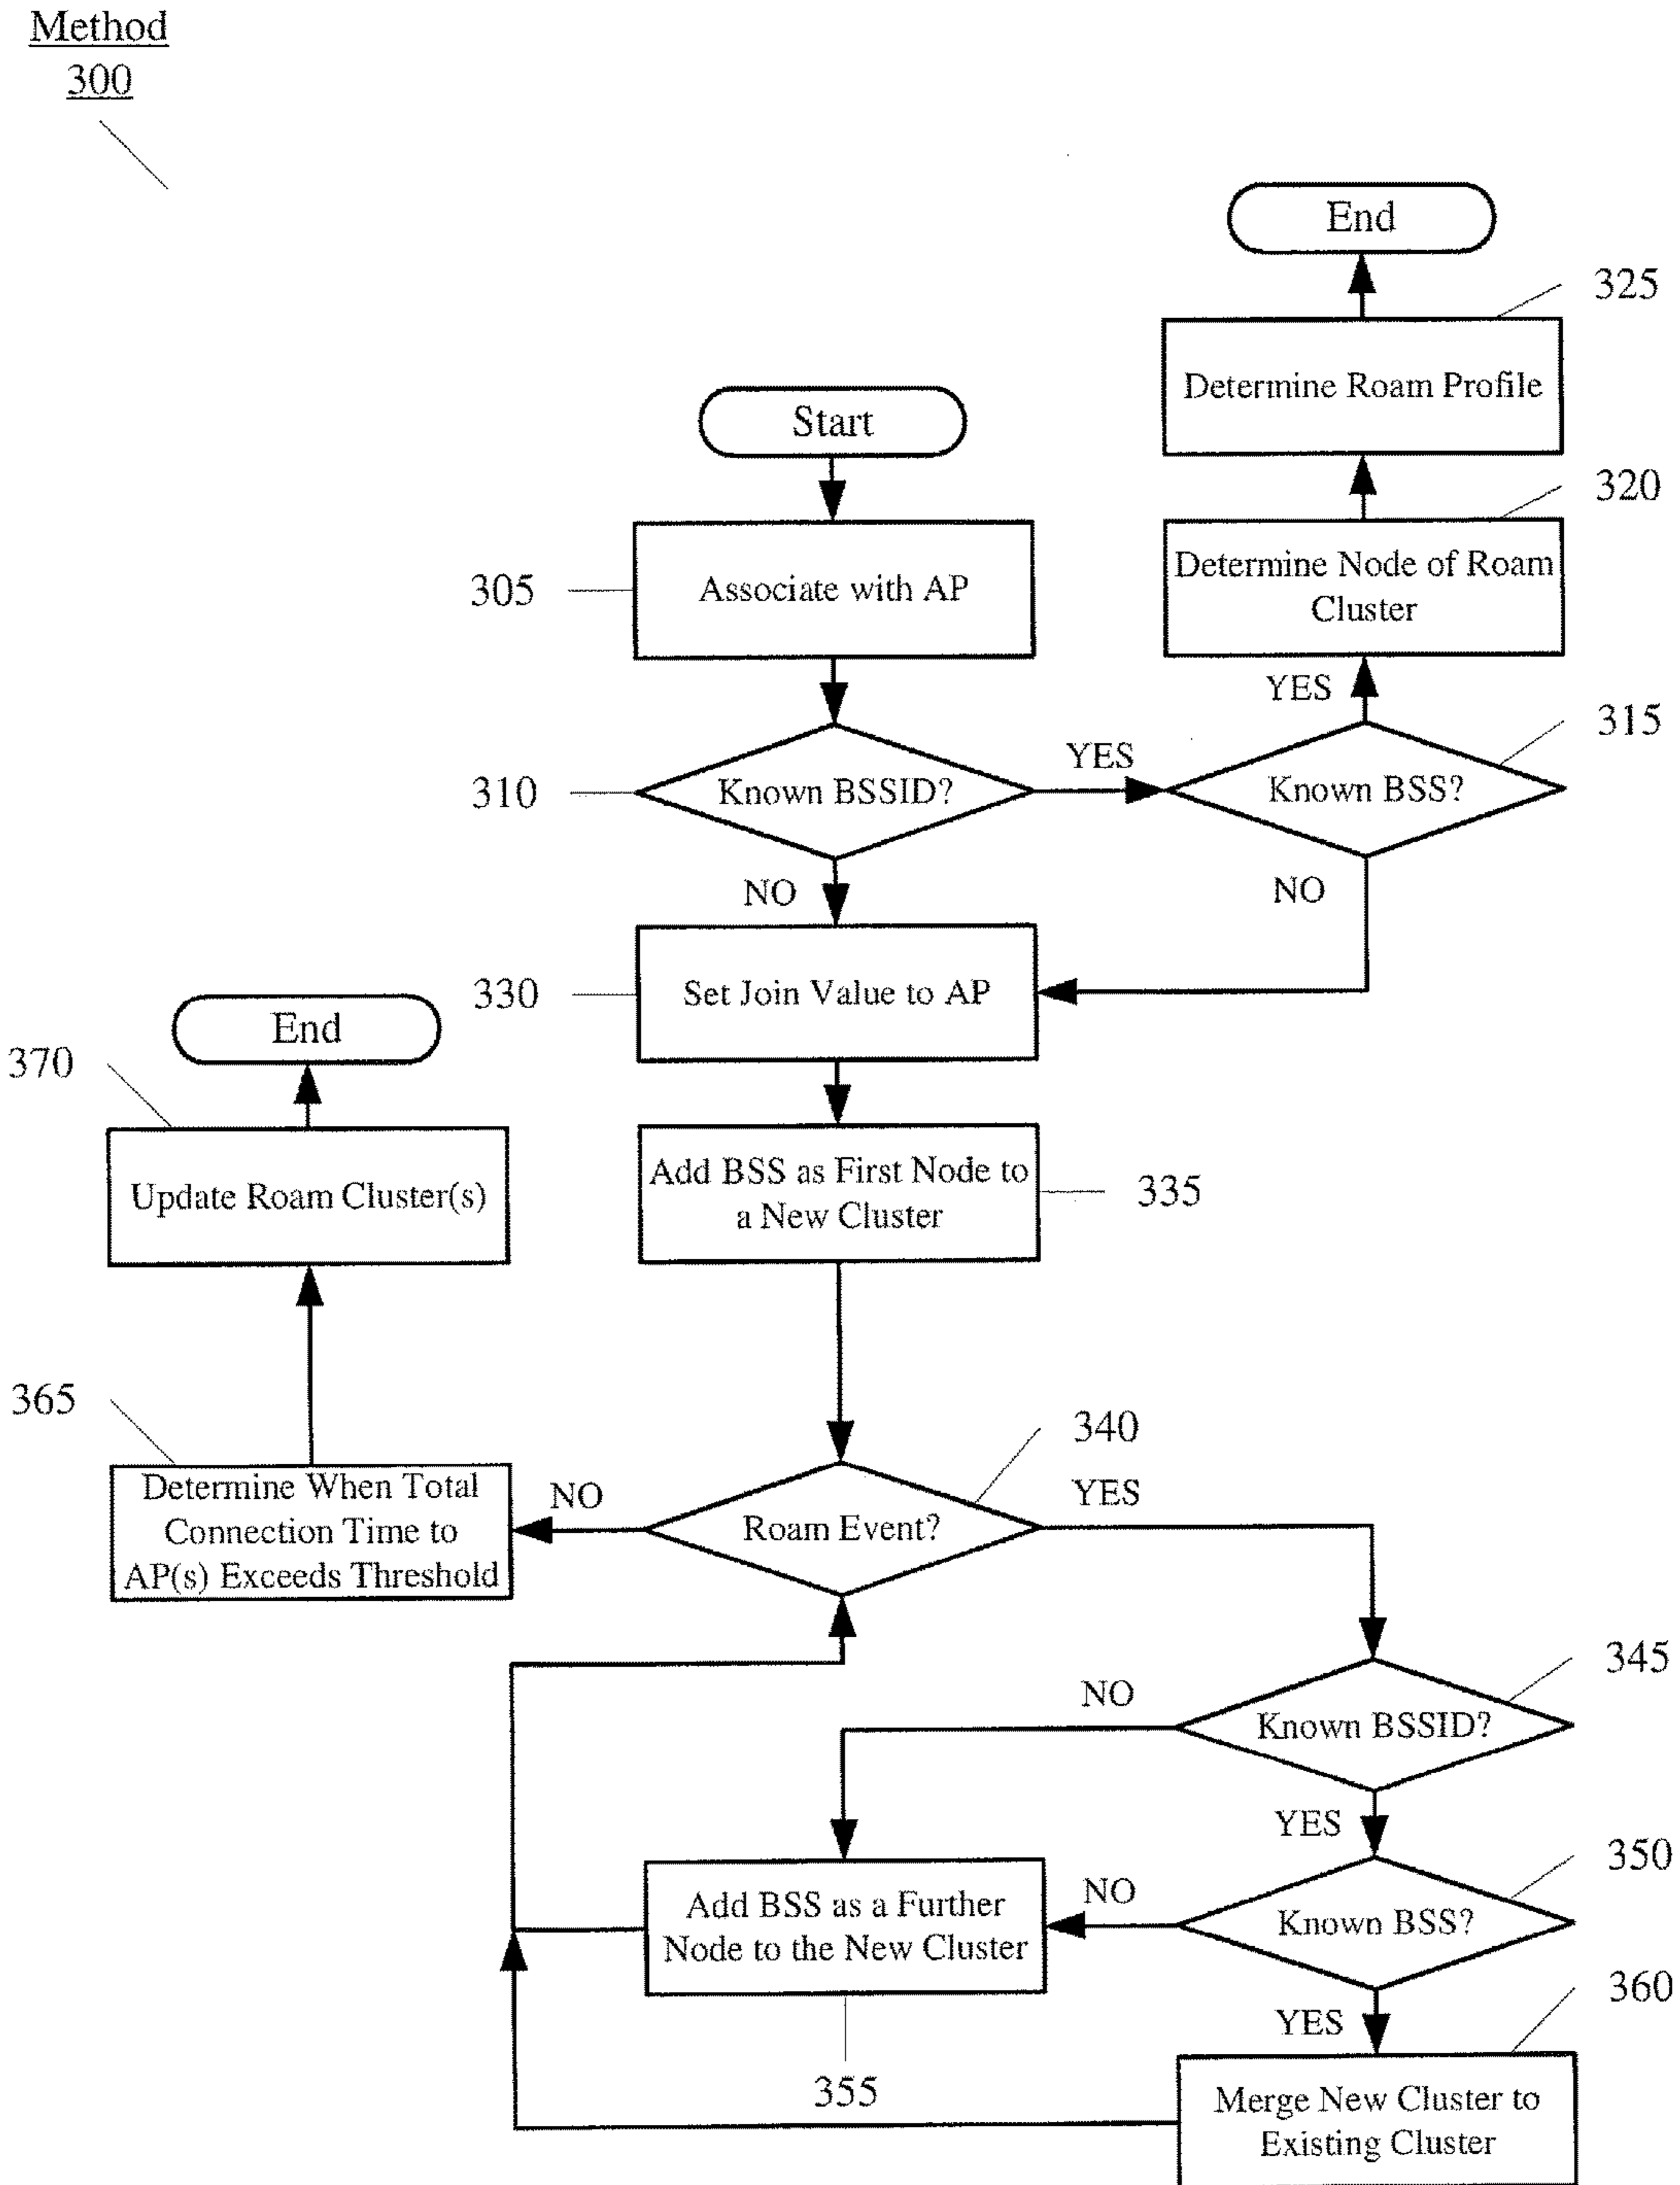 Method
300
End
325
Determine Roam Profile
Start
320
Determine Node of Roam
Cluster
305
Associate with AP
YES
315
310
Known BSSID?
YES
Known BSS?
NO
NO
330
Set Join Value to AP
End
370
Update Roam Cluster(s)
Add BSS as First Node to
a New Cluster
335
365
Determine When Total
Connection Time to
AP(s) Exceeds Threshold
NO
340
Roam Event?
YES
345
NO
Known BSSID?
YES
350
Add BSS as a Further
Node to the New Cluster
NO
Known BSS?
355
YES
360
Merge New Cluster to
Existing Cluster